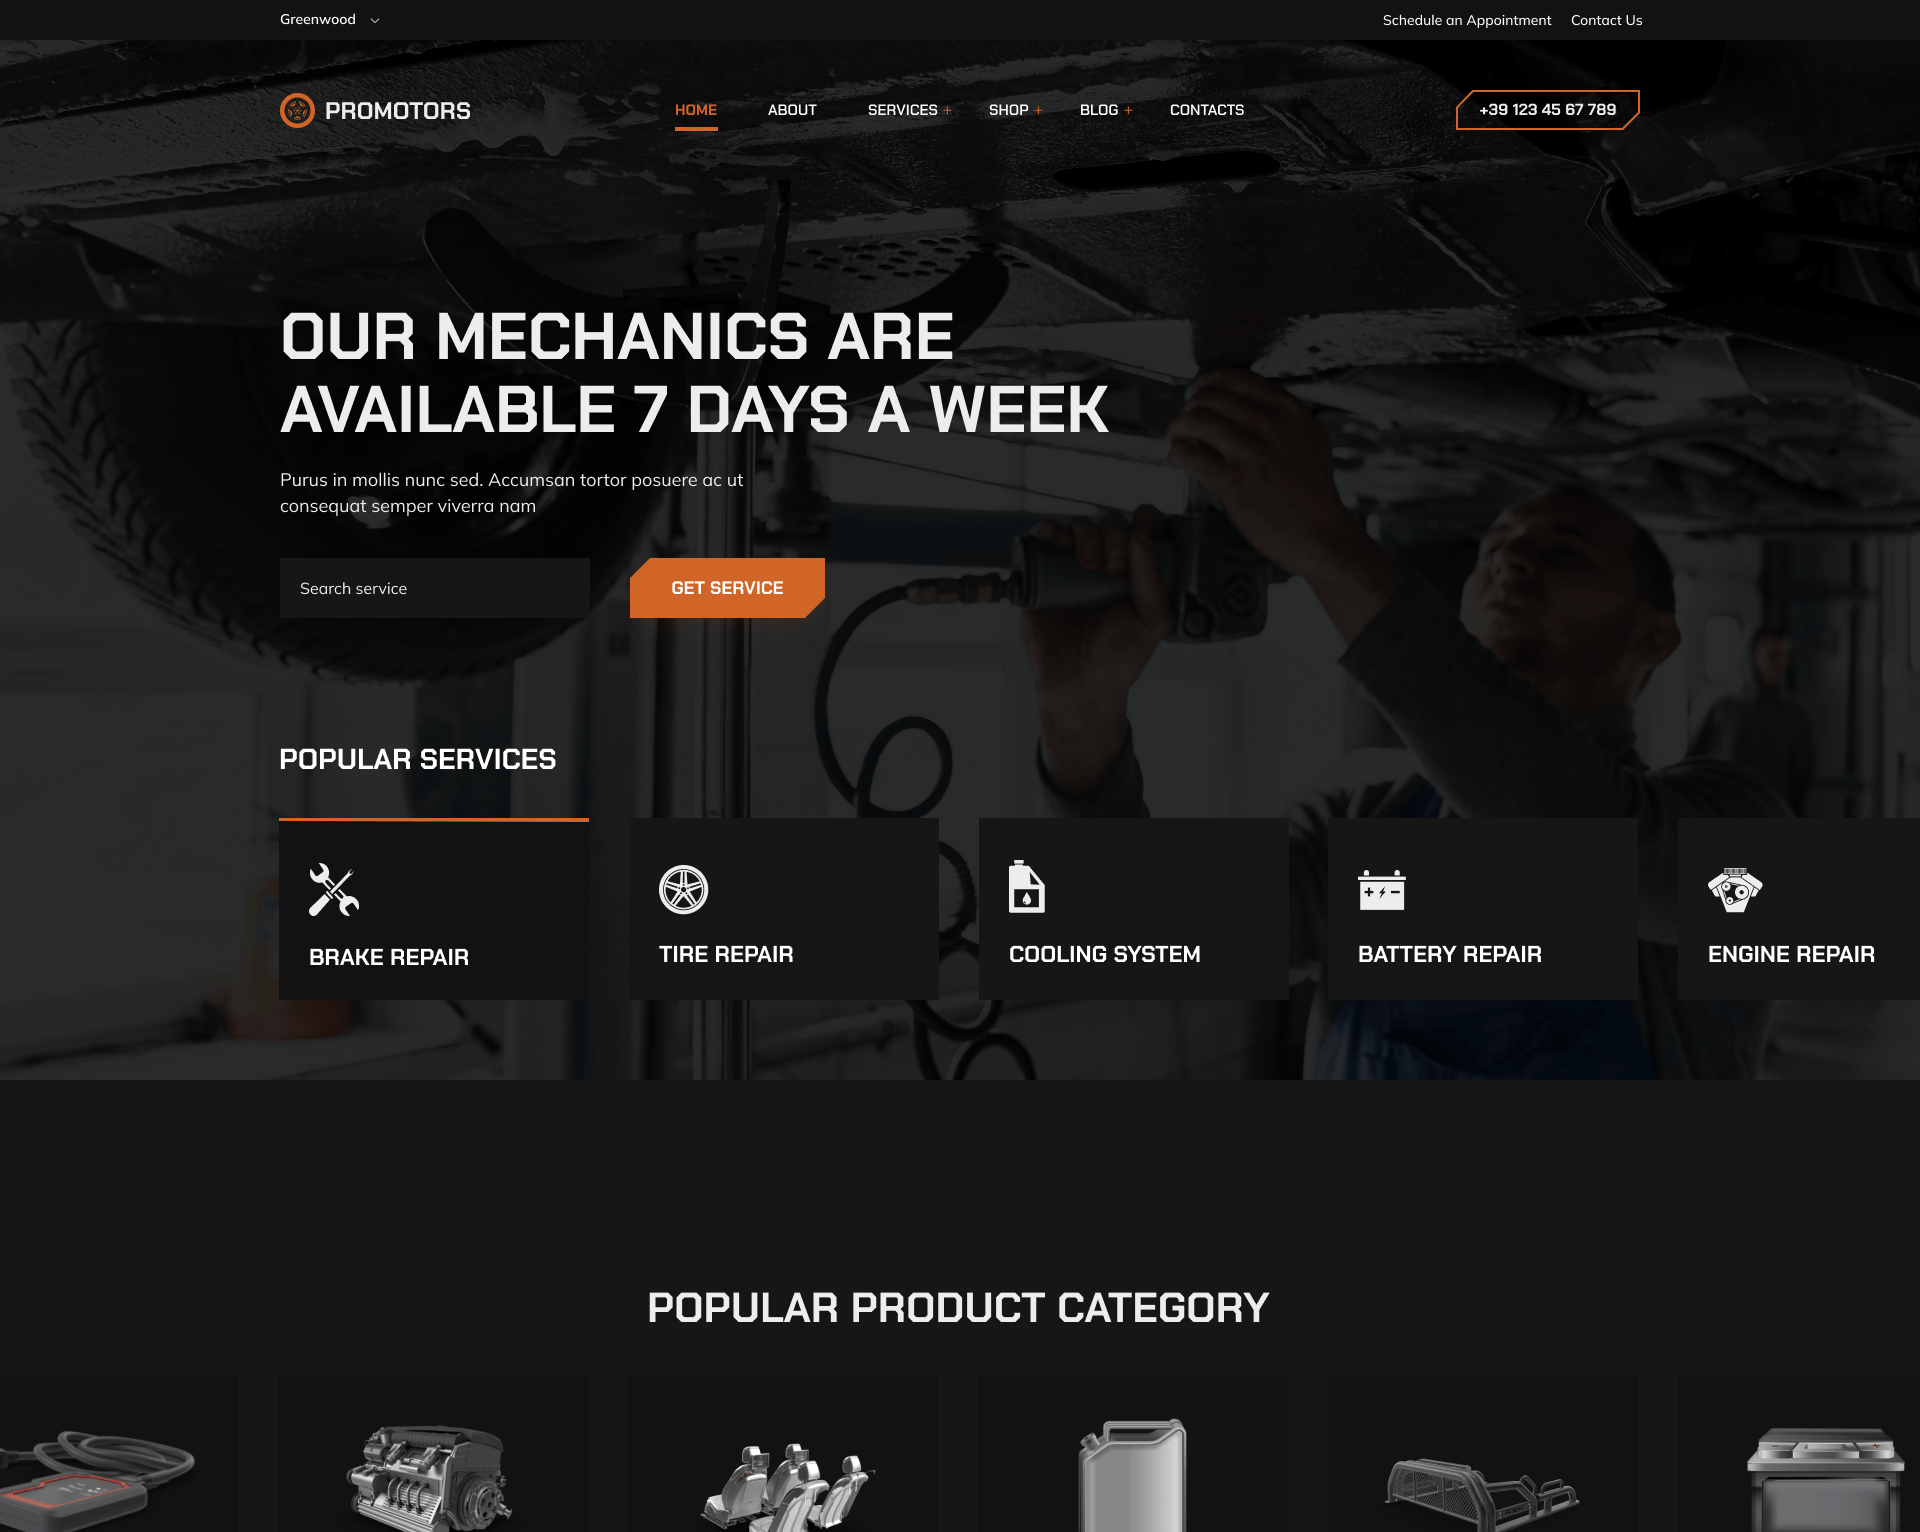 Greenwood
Schedule an Appointment
Contact Us
PROMOTORS
HOME
ABOUT
SERVICES +
SHOP +
BLOG +
CONTACTS
+39 123 45 67 789
OUR MECHANICS ARE
AVAILABLE 7 DAYS A WEEK
Purus in mollis nunc sed. Accumsan tortor posuere ac ut
consequat semper viverra nam
Search service
GET SERVICE
POPULAR SERVICES
BRAKE REPAIR
TIRE REPAIR
COOLING SYSTEM
BATTERY REPAIR
ENGINE REPAIR
POPULAR PRODUCT CATEGORY